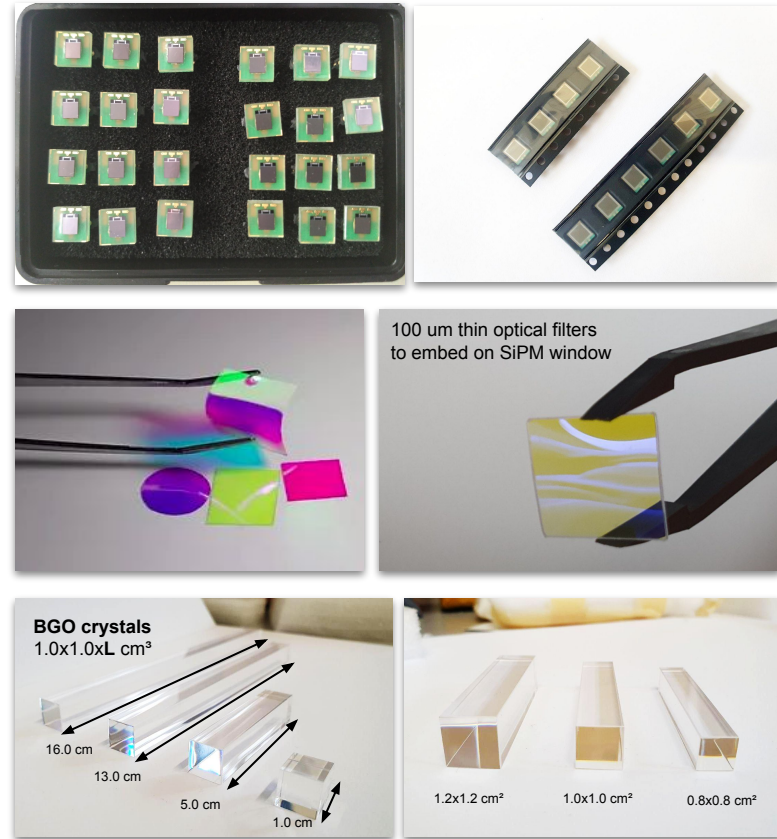 100 um thin optical filters
to embed on SiPM window
BGO crystals
1.0x1.0xL cm³
16.0 cm
13.0 cm
5.0 cm
1.0 cm
1.2x1.2 cm²
1.0x1.0 cm²
0.8x0.8 cm²